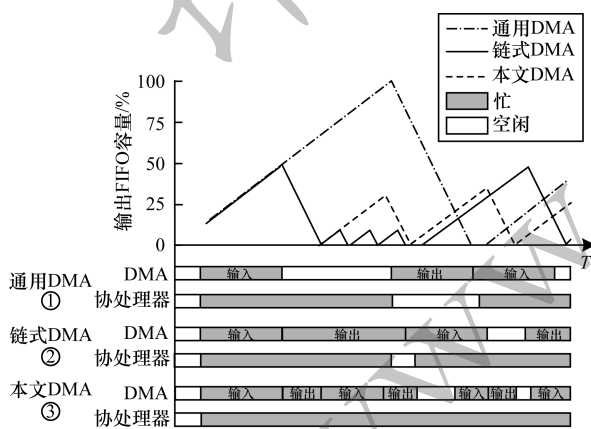 通用DMA
链式DMA
本文DMA
忙
空闲
输出FIFO容量/%
100
75
50
25
0
T
通用DMA
①
DMA
输入
输出
输入
协处理器
链式DMA
②
DMA
输入
输出
输入
输出
协处理器
本文DMA
③
DMA
输入
输出
输入
输出
输入
输出
输入
协处理器
WWW